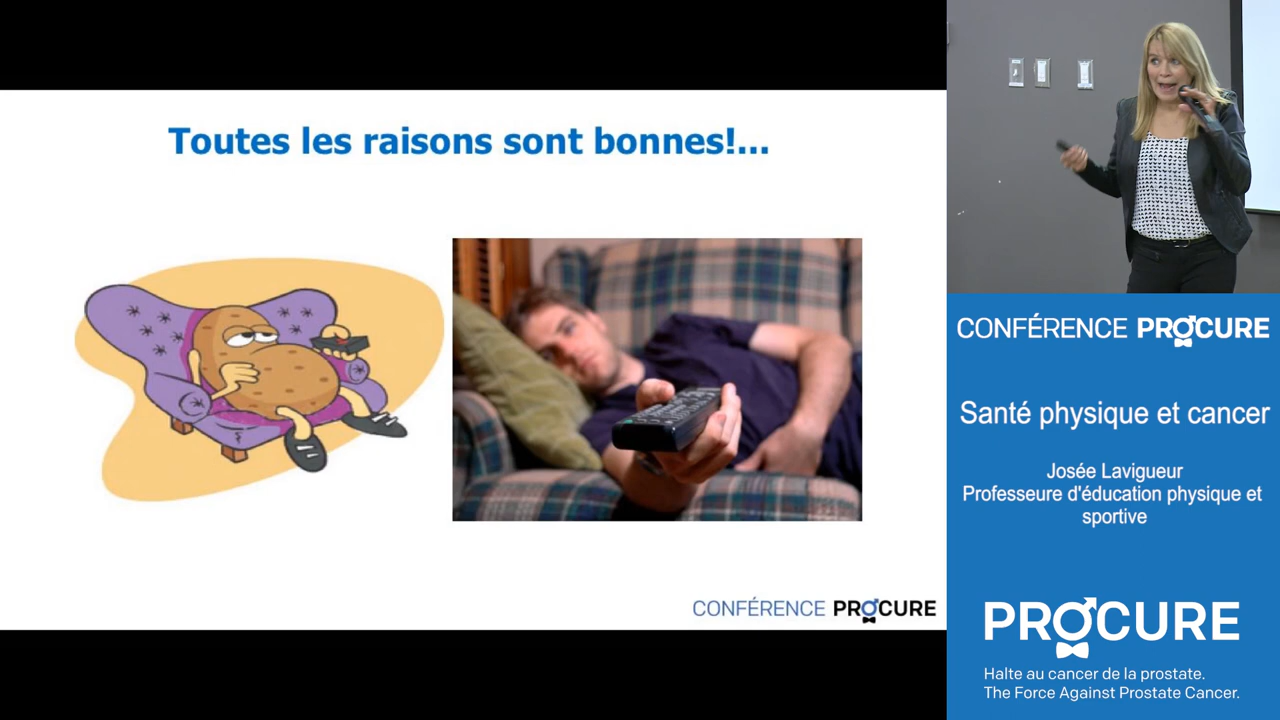 Toutes les raisons sont bonnes!...
CONFÉRENCE PROCURE
CONFÉRENCE PROCURE
Santé physique et cancer
Josée Lavigueur
Professeure d'éducation physique et
sportive
PROCURE
Halte au cancer de la prostate.
The Force Against Prostate Cancer.